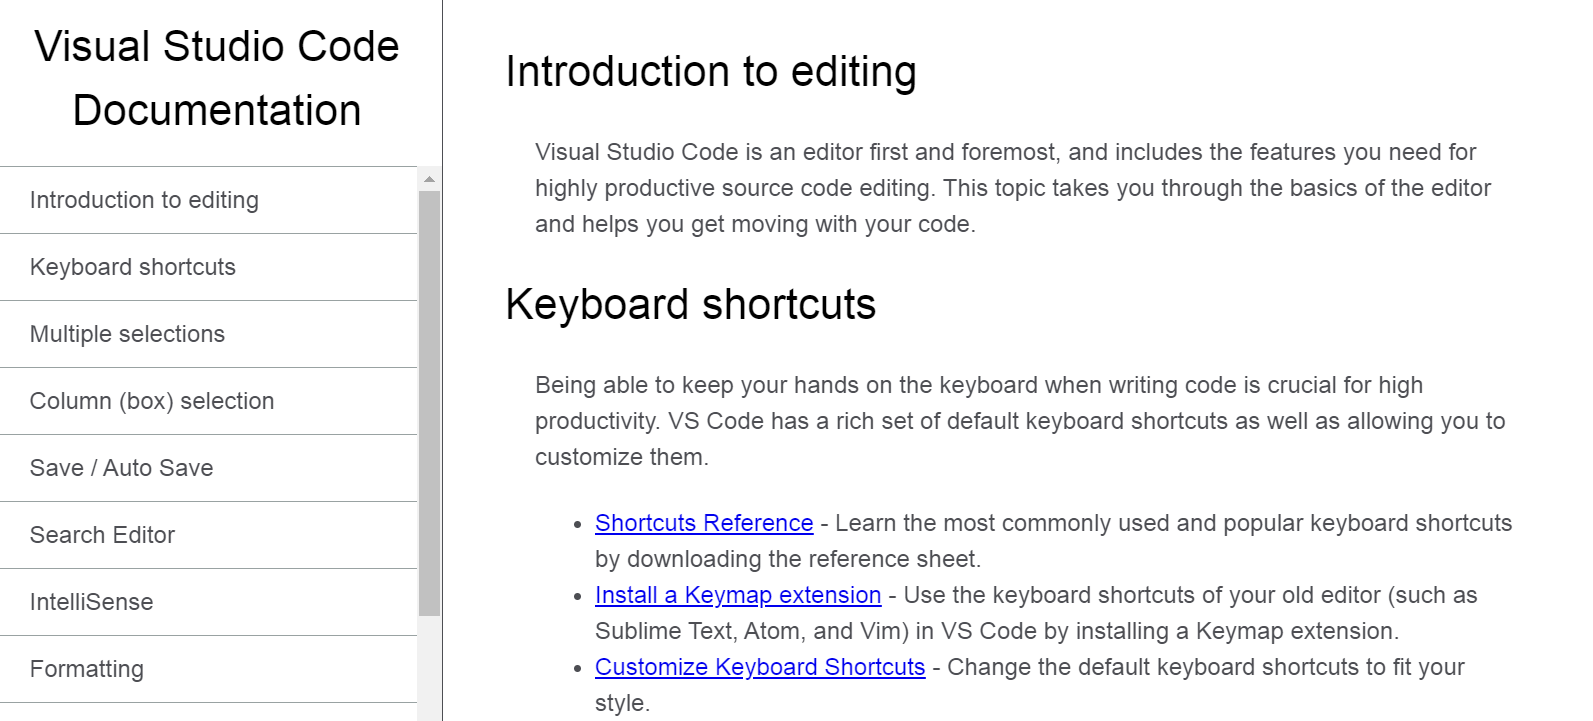 Visual Studio Code
Documentation
Introduction to editing
Keyboard shortcuts
Multiple selections
Column (box) selection
Save / Auto Save
Search Editor
IntelliSense
Formatting
Introduction to editing
Visual Studio Code is an editor first and foremost, and includes the features you need for
highly productive source code editing. This topic takes you through the basics of the editor
and helps you get moving with your code.
Keyboard shortcuts
Being able to keep your hands on the keyboard when writing code is crucial for high
productivity. VS Code has a rich set of default keyboard shortcuts as well as allowing you to
customize them.
• Shortcuts Reference - Learn the most commonly used and popular keyboard shortcuts
by downloading the reference sheet.
• Install a Keymap extension - Use the keyboard shortcuts of your old editor (such as
Sublime Text, Atom, and Vim) in VS Code by installing a Keymap extension.
• Customize Keyboard Shortcuts - Change the default keyboard shortcuts to fit your
style.